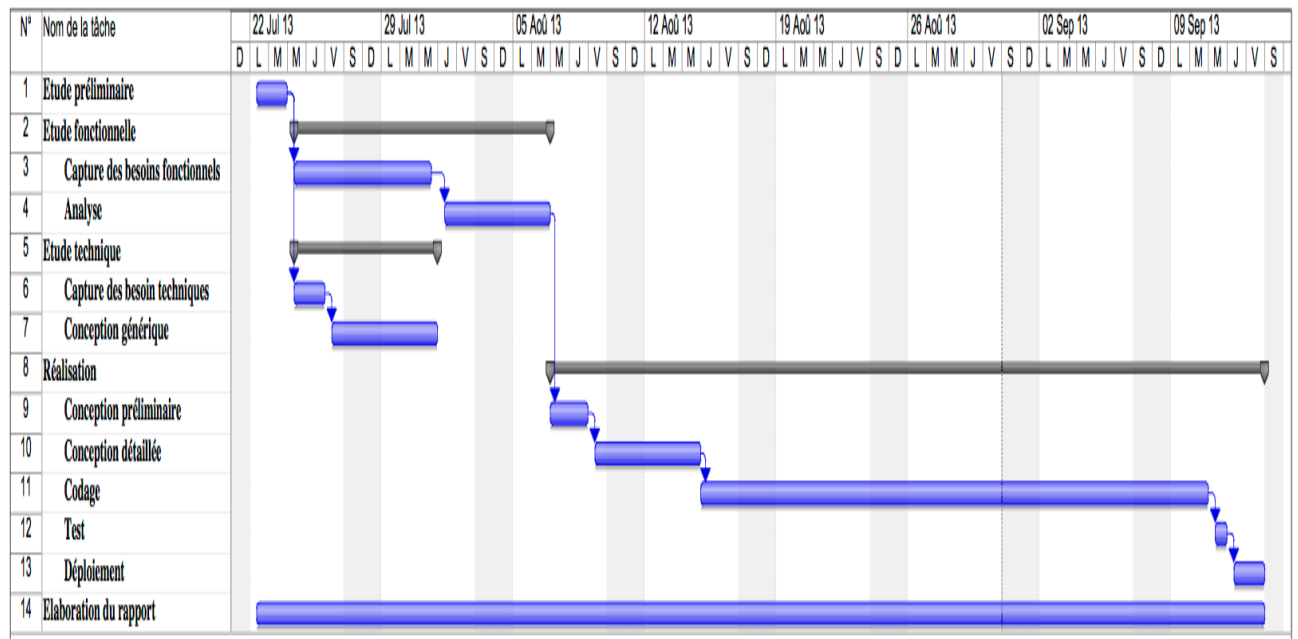 N° Nom de la tâche 22 Jul 13 29 Jul 13 05 Aoû 13 12 Aoû 13 19 Aoû 13 26 Aoû 13 02 Sep 13 09 Sep 13
D L M M J V S D L M M J V S D L M M J V S D L M M J V S D L M M J V S D L M M J V S D L M M J V S D L M M J V S
1 Etude préliminaire
2 Etude fonctionnelle
3 Capture des besoins fonctionnels
4 Analyse
5 Etude technique
6 Capture des besoin techniques
7 Conception générique
8 Réalisation
9 Conception préliminaire
10 Conception détaillée
11 Codage
12 Test
13 Déploiement
14 Elaboration du rapport